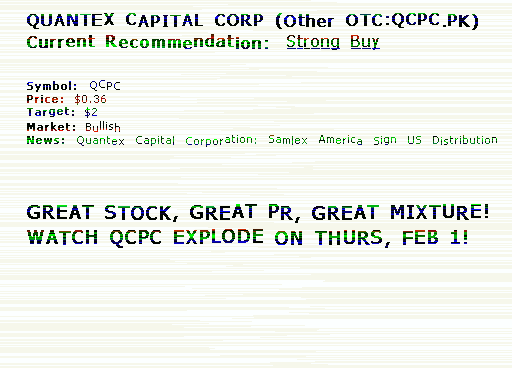 QUANTEX CAPITAL CORP (Other OTC:QCPC.PK)
Current Recommendation: Strong Buy
Symbol: QCPC
Price: $0.36
Target: $2
Market: Bullish
News: Quantex Capital Corporation: Samlex America Sign US Distribution
GREAT STOCK, GREAT PR, GREAT MIXTURE!
WATCH QCPC EXPLODE ON THURS, FEB 1!